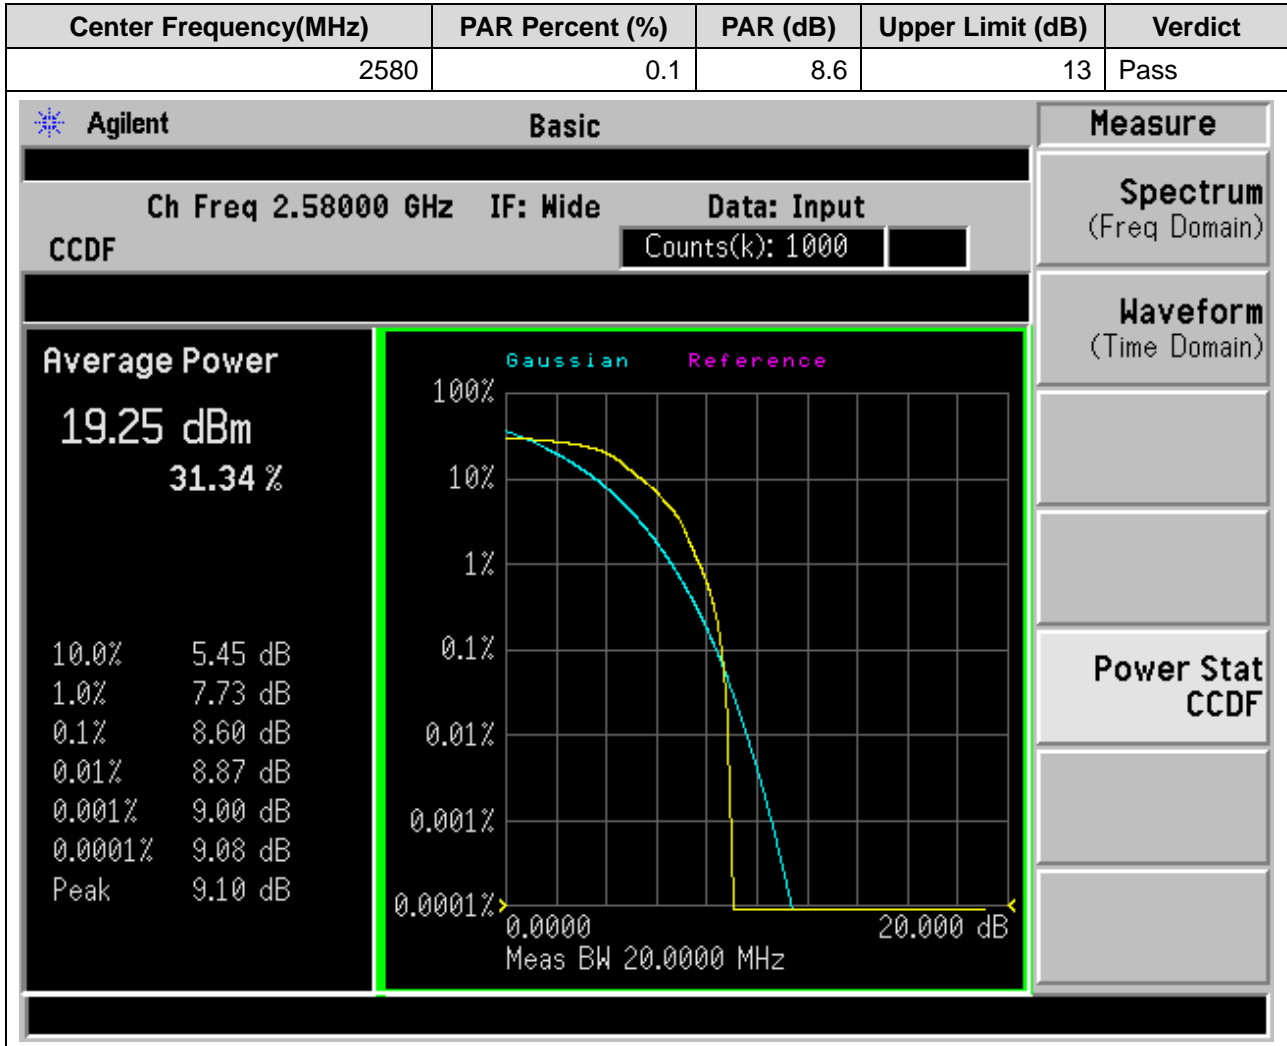 Center Frequency(MHz) PAR Percent (%) PAR (dB) Upper Limit (dB) Verdict
2580 0.1 8.6 13 Pass
Agilent Basic Measure
Ch Freq 2.58000 GHz IF: Wide Data: Input
CCDF Counts(k): 1000
Spectrum
(Freq Domain)
Waveform
(Time Domain)
Power Stat
CCDF
Average Power
19.25 dBm
31.34 %
10.0% 5.45 dB
1.0% 7.73 dB
0.1% 8.60 dB
0.01% 8.87 dB
0.001% 9.00 dB
0.0001% 9.08 dB
Peak 9.10 dB
Gaussian Reference
100%
10%
1%
0.1%
0.01%
0.001%
0.0001%
0.0000 20.000 dB
Meas BW 20.0000 MHz